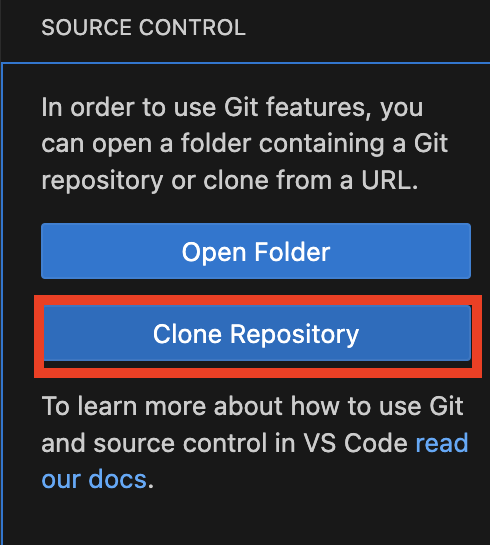 SOURCE CONTROL
In order to use Git features, you
can open a folder containing a Git
repository or clone from a URL.
Open Folder
Clone Repository
To learn more about how to use Git
and source control in VS Code read
our docs.